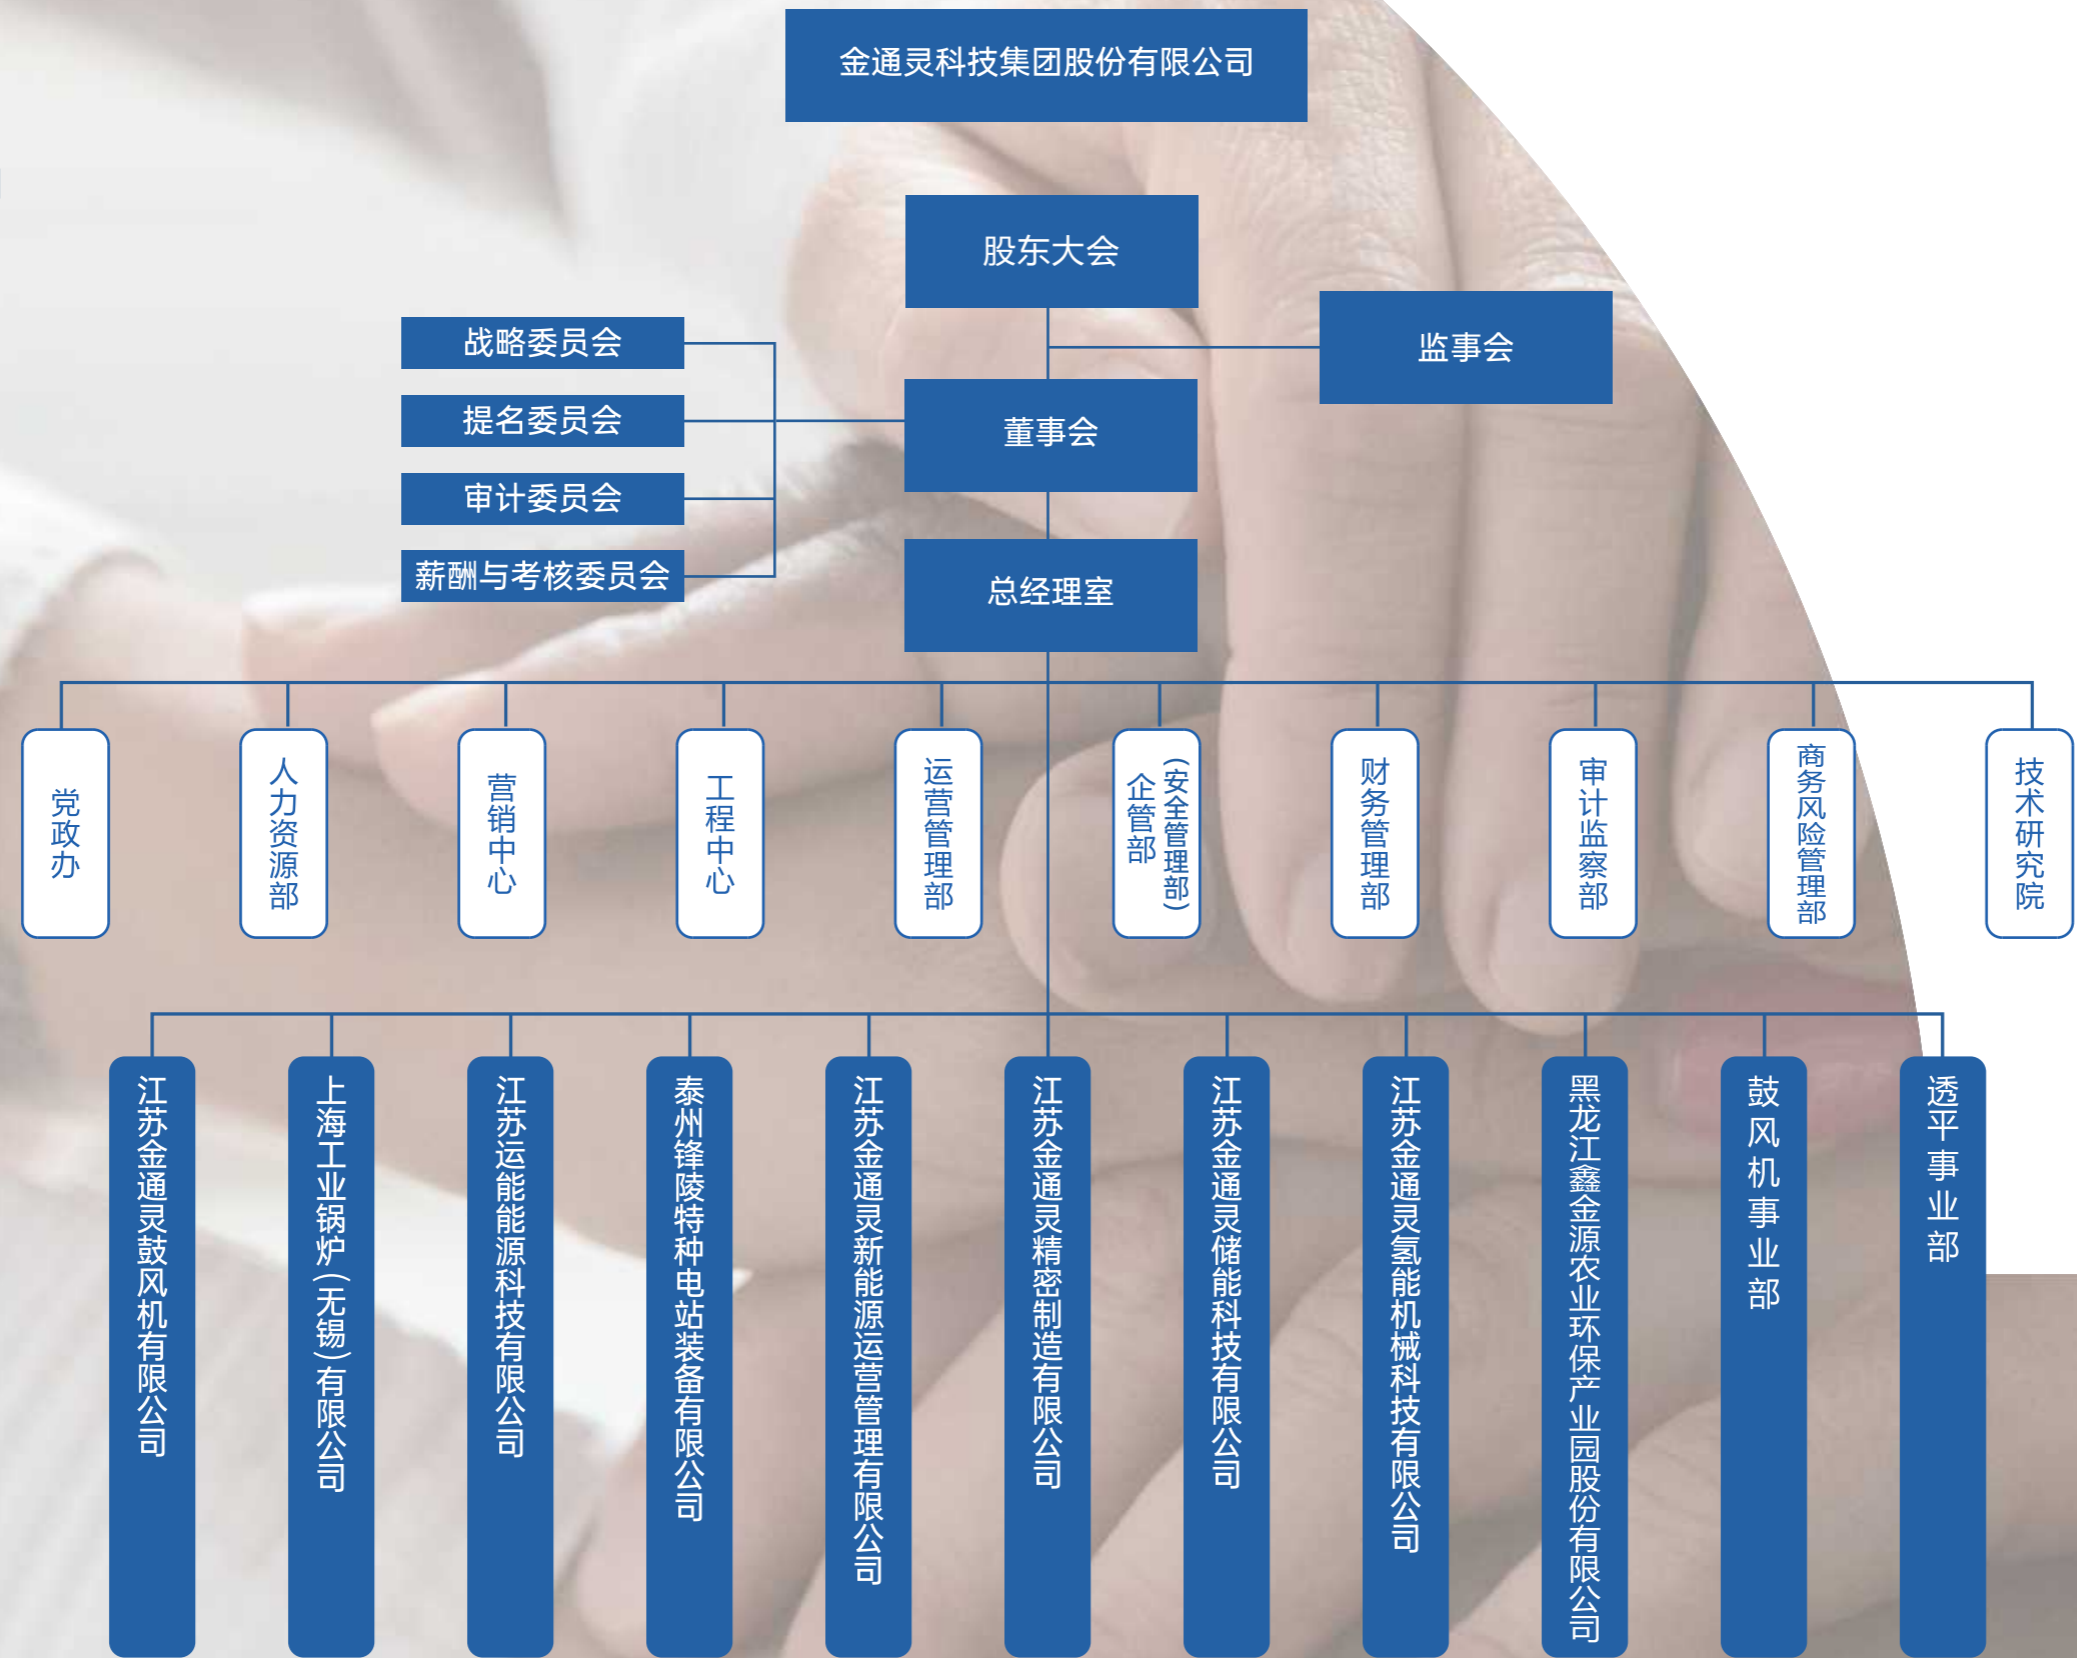 金通灵科技集团股份有限公司
股东大会
监事会
战略委员会
提名委员会
董事会
审计委员会
薪酬与考核委员会
总经理室
党政办
人力资源部
营销中心
工程中心
运营管理部
企管部
(安全管理部)
财务管理部
审计监察部
商务风险管理部
技术研究院
江苏金通灵鼓风机有限公司
上海工业锅炉(无锡)有限公司
江苏运能能源科技有限公司
泰州锋陵特种电站装备有限公司
江苏金通灵新能源运营管理有限公司
江苏金通灵精密制造有限公司
江苏金通灵储能科技有限公司
江苏金通灵氢能机械科技有限公司
黑龙江鑫金源农业环保产业园股份有限公司
鼓风机事业部
透平事业部